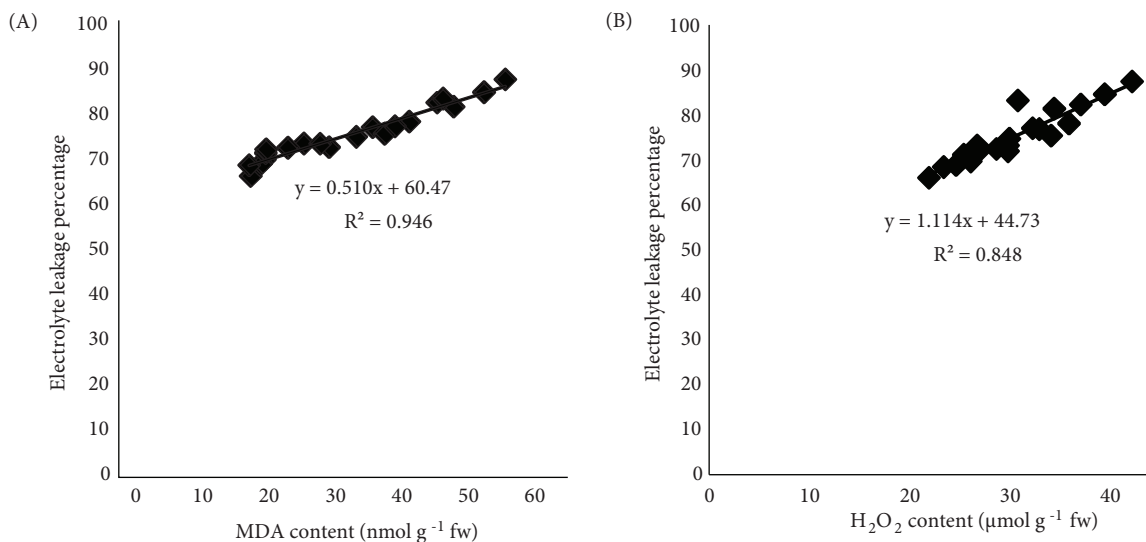 (A)
100
90
80
70
60
50
40
30
20
10
0
Electrolyte leakage percentage
y = 0.510x + 60.47
R² = 0.946
0 10 20 30 40 50 60
MDA content (nmol g ⁻¹ fw)
(B)
100
90
80
70
60
50
40
30
20
10
0
Electrolyte leakage percentage
y = 1.114x + 44.73
R² = 0.848
0 20 30 40
H₂O₂ content (µmol g⁻¹ fw)